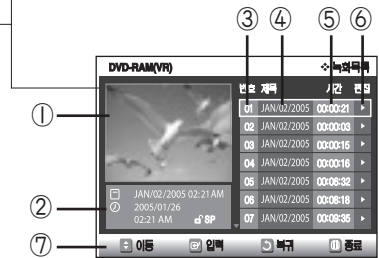 ③ ④ ⑤ ⑥
DVD-RAM(VR) 녹화목록
번호 제목 시간 편집
① 01 JAN/02/2005 00:00:21 ▶
02 JAN/02/2005 00:00:03 ▶
03 JAN/02/2005 00:00:15 ▶
04 JAN/02/2005 00:00:16 ▶
05 JAN/02/2005 00:06:32 ▶
06 JAN/02/2005 00:08:16 ▶
07 JAN/02/2005 00:09:35 ▶
② JAN/02/2005 02:21 AM
2005/01/26
02:21 AM SP
⑦ 이동 입력 복귀 종료